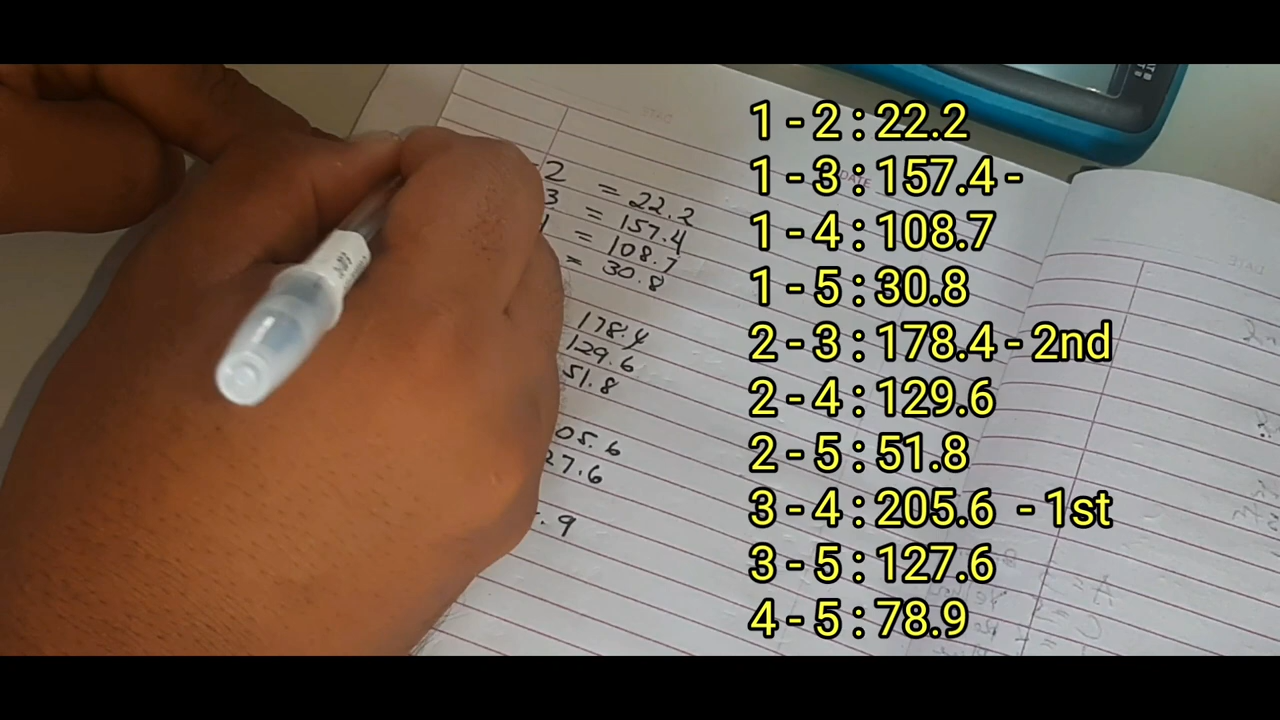 1 - 2 : 22.2
1 - 3 : 157.4 -
1 - 4 : 108.7
1 - 5 : 30.8
2 - 3 : 178.4 - 2nd
2 - 4 : 129.6
2 - 5 : 51.8
3 - 4 : 205.6 - 1st
3 - 5 : 127.6
4 - 5 : 78.9
2 = 22.2
3 = 157.4
= 108.7
= 30.8
178.4
129.6
51.8
05.6
27.6
.9
DATE
DATE